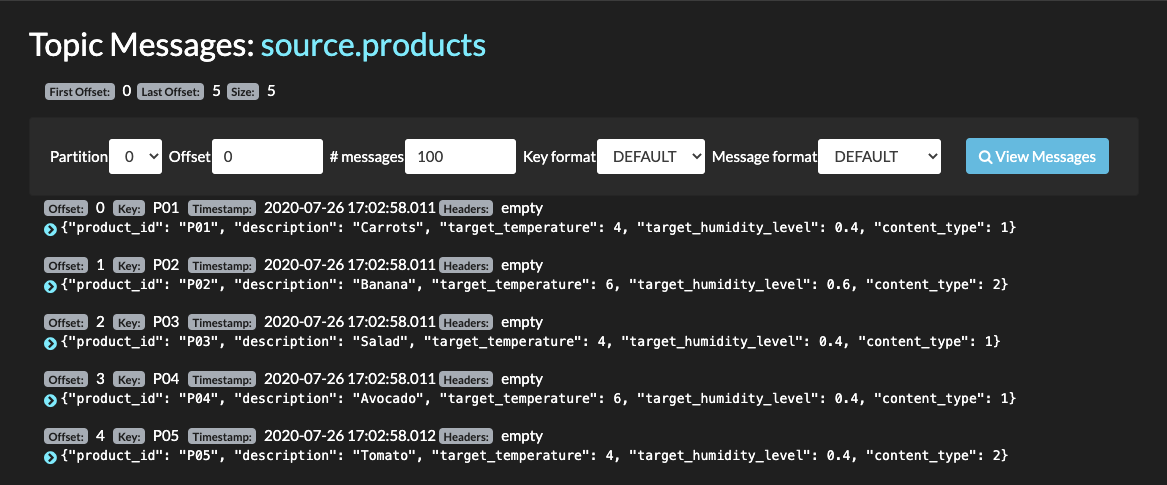 Topic Messages: source.products
First Offset: 0 Last Offset: 5 Size: 5
Partition 0 Offset 0 # messages 100 Key format DEFAULT Message format DEFAULT View Messages
Offset: 0 Key: P01 Timestamp: 2020-07-26 17:02:58.011 Headers: empty
{"product_id": "P01", "description": "Carrots", "target_temperature": 4, "target_humidity_level": 0.4, "content_type": 1}
Offset: 1 Key: P02 Timestamp: 2020-07-26 17:02:58.011 Headers: empty
{"product_id": "P02", "description": "Banana", "target_temperature": 6, "target_humidity_level": 0.6, "content_type": 2}
Offset: 2 Key: P03 Timestamp: 2020-07-26 17:02:58.011 Headers: empty
{"product_id": "P03", "description": "Salad", "target_temperature": 4, "target_humidity_level": 0.4, "content_type": 1}
Offset: 3 Key: P04 Timestamp: 2020-07-26 17:02:58.011 Headers: empty
{"product_id": "P04", "description": "Avocado", "target_temperature": 6, "target_humidity_level": 0.4, "content_type": 1}
Offset: 4 Key: P05 Timestamp: 2020-07-26 17:02:58.012 Headers: empty
{"product_id": "P05", "description": "Tomato", "target_temperature": 4, "target_humidity_level": 0.4, "content_type": 2}